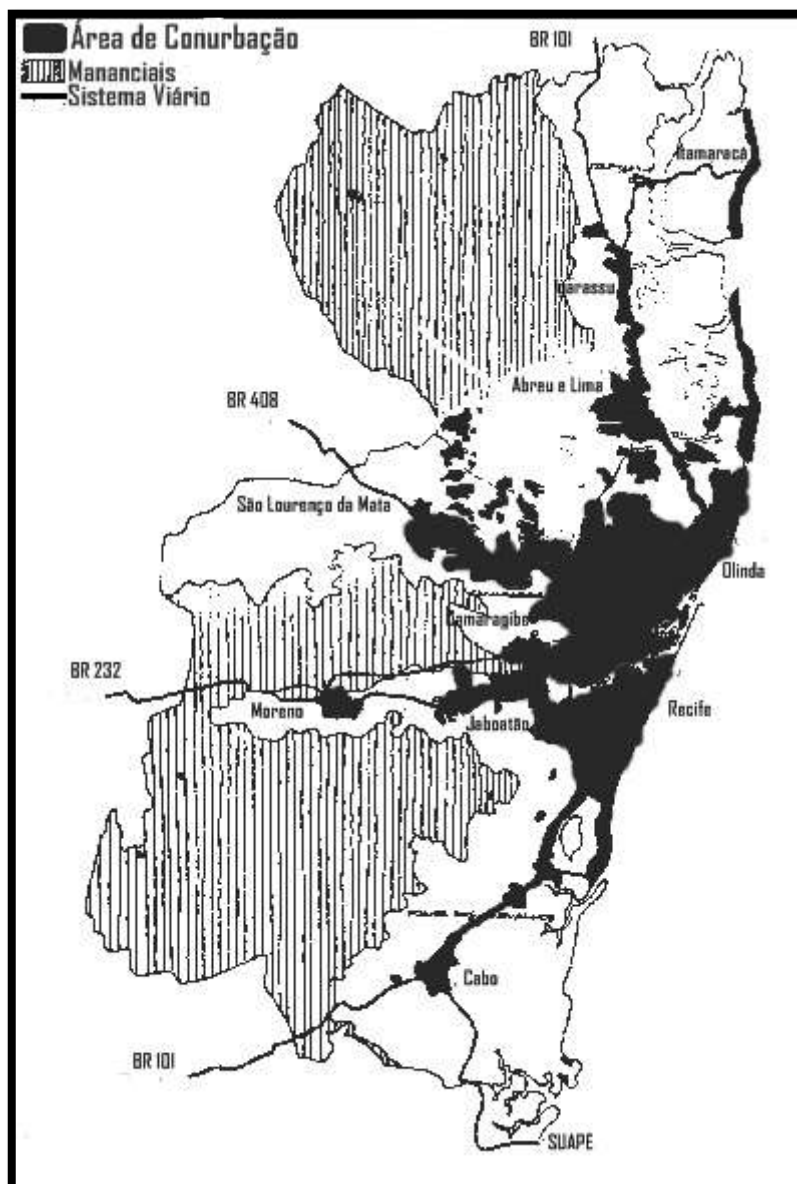 Área de Conurbação
Mananciais
Sistema Viário
BR 101
Itamaracá
Igarassu
Abreu e Lima
BR 408
São Lourenço da Mata
Olinda
Camaragibe
BR 232
Moreno
Jaboatão
Recife
Cabo
BR 101
SUAPE